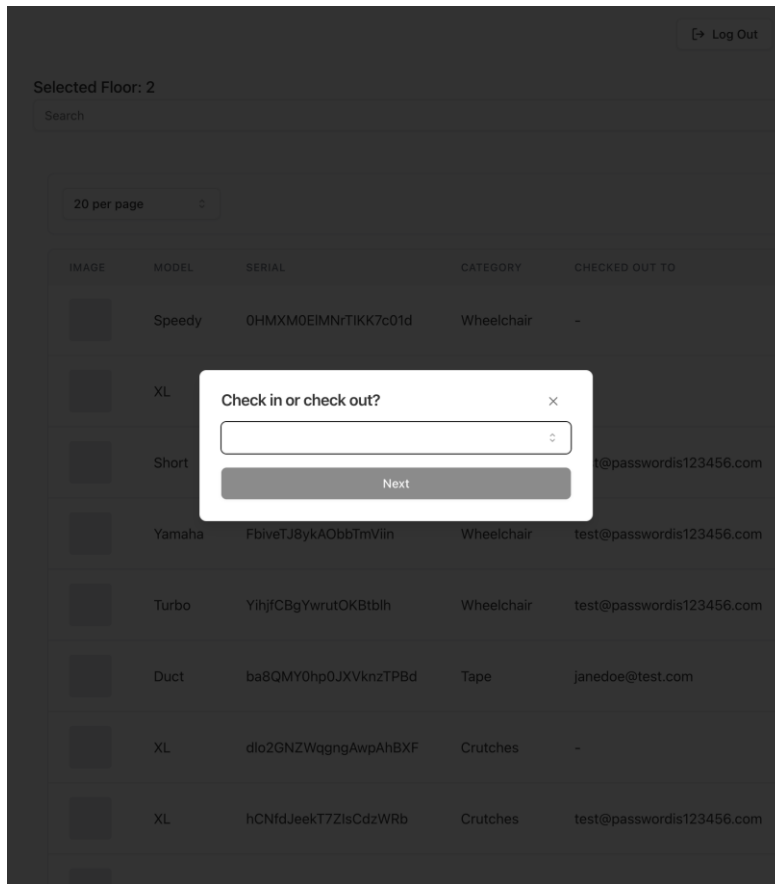 Log Out
Selected Floor: 2
Search
20 per page
IMAGE MODEL SERIAL CATEGORY CHECKED OUT TO
Speedy 0HMXM0ElMNrTlKK7c01d Wheelchair -
XL
Check in or check out?
Short t@passwordis123456.com
Next
Yamaha FbiveTJ8ykAObbTmViin Wheelchair test@passwordis123456.com
Turbo YihjfCBgYwrutOKBtblh Wheelchair test@passwordis123456.com
Duct ba8QMY0hp0JXVknzTPBd Tape janedoe@test.com
XL dlo2GNZWqgngAwpAhBXF Crutches -
XL hCNfdJeekT7ZlsCdzWRb Crutches test@passwordis123456.com